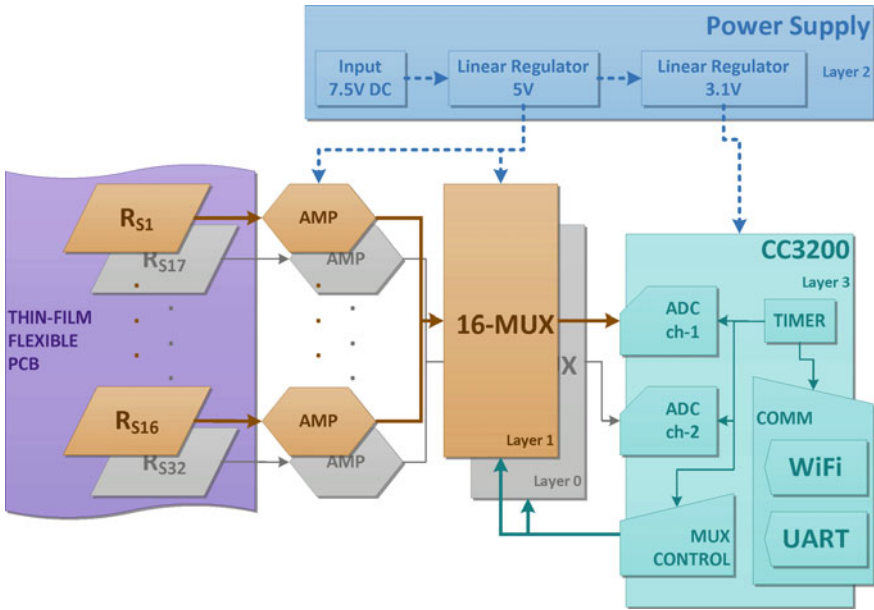 Power Supply
Input
7.5V DC
Linear Regulator
5V
Linear Regulator
3.1V
Layer 2
RS1
AMP
RS17
AMP
THIN-FILM
FLEXIBLE
PCB
RS16
AMP
RS32
AMP
16-MUX
Layer 1
UX
Layer 0
CC3200
Layer 3
ADC
ch-1
TIMER
ADC
ch-2
COMM
WiFi
UART
MUX
CONTROL